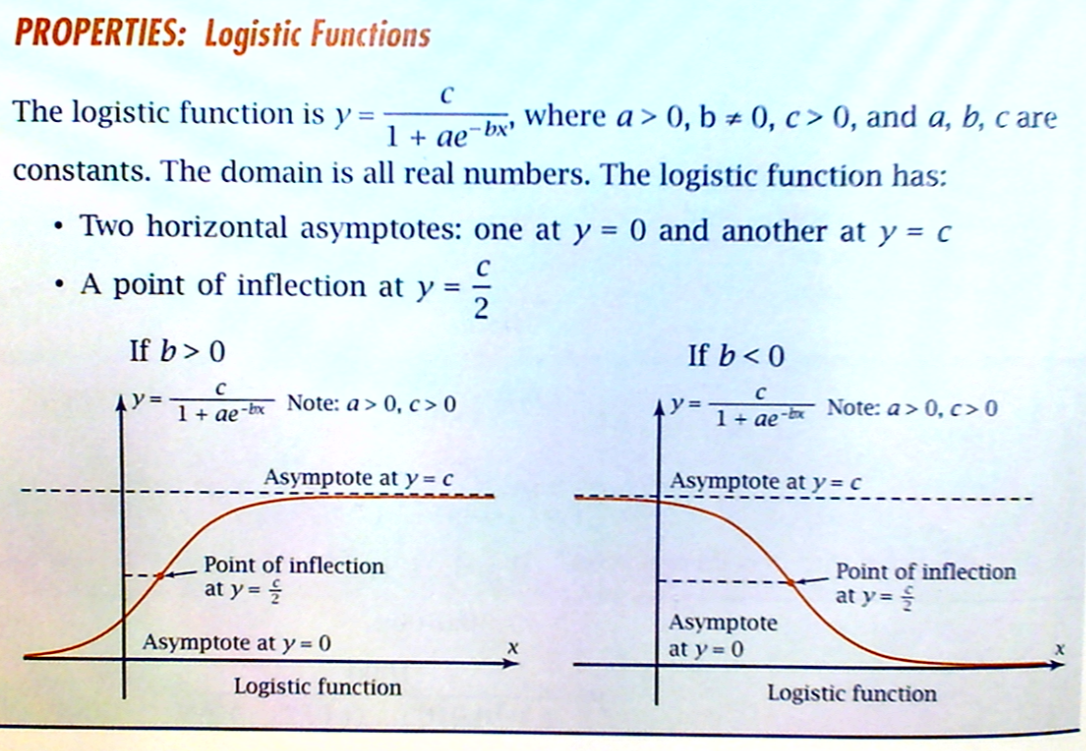 PROPERTIES: Logistic Functions
The logistic function is y = c / (1 + ae^(-bx)), where a > 0, b ≠ 0, c > 0, and a, b, c are
constants. The domain is all real numbers. The logistic function has:
• Two horizontal asymptotes: one at y = 0 and another at y = c
• A point of inflection at y = c/2
If b > 0
y = c / (1 + ae^(-bx)) Note: a > 0, c > 0
Asymptote at y = c
Point of inflection
at y = c/2
Asymptote at y = 0
x
Logistic function
If b < 0
y = c / (1 + ae^(-bx)) Note: a > 0, c > 0
Asymptote at y = c
Point of inflection
at y = c/2
Asymptote
at y = 0
x
Logistic function